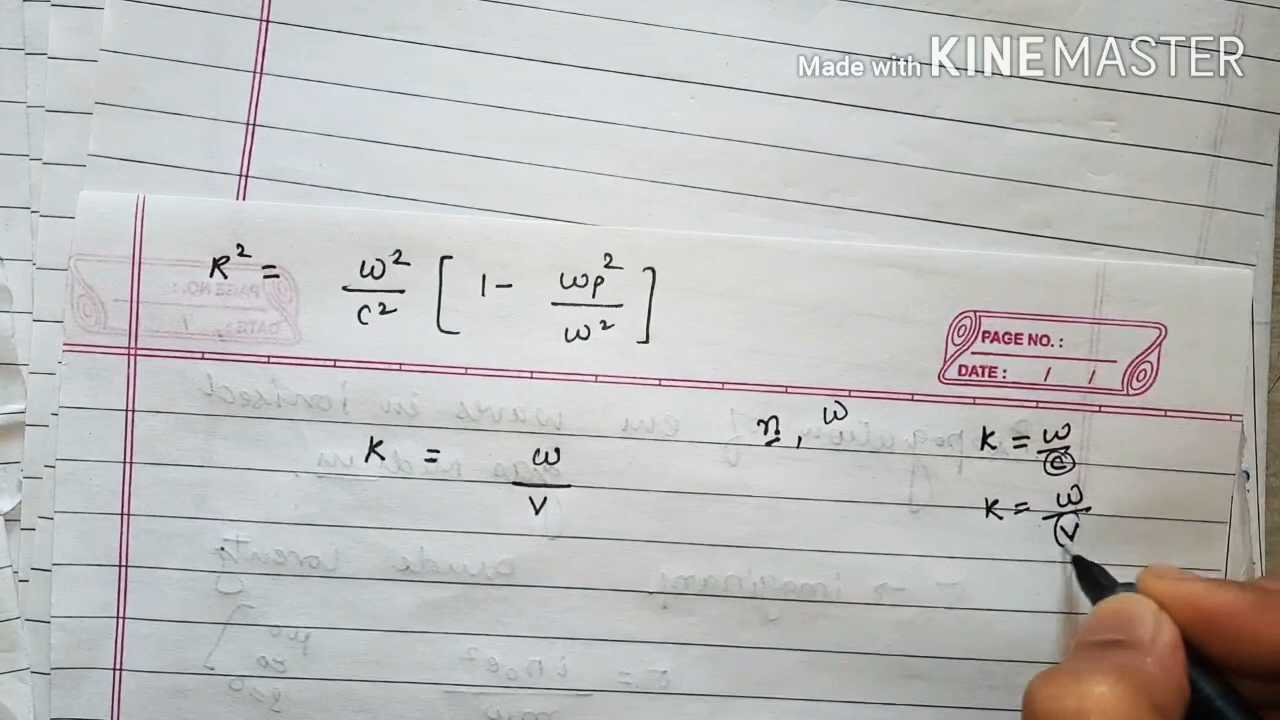 Made with KINEMASTER
K² = ω²/c² [1 - ωp²/ω²]
PAGE NO. :
DATE : / /
n, ω
K = ω/c
K = ω/v
K = ω/v